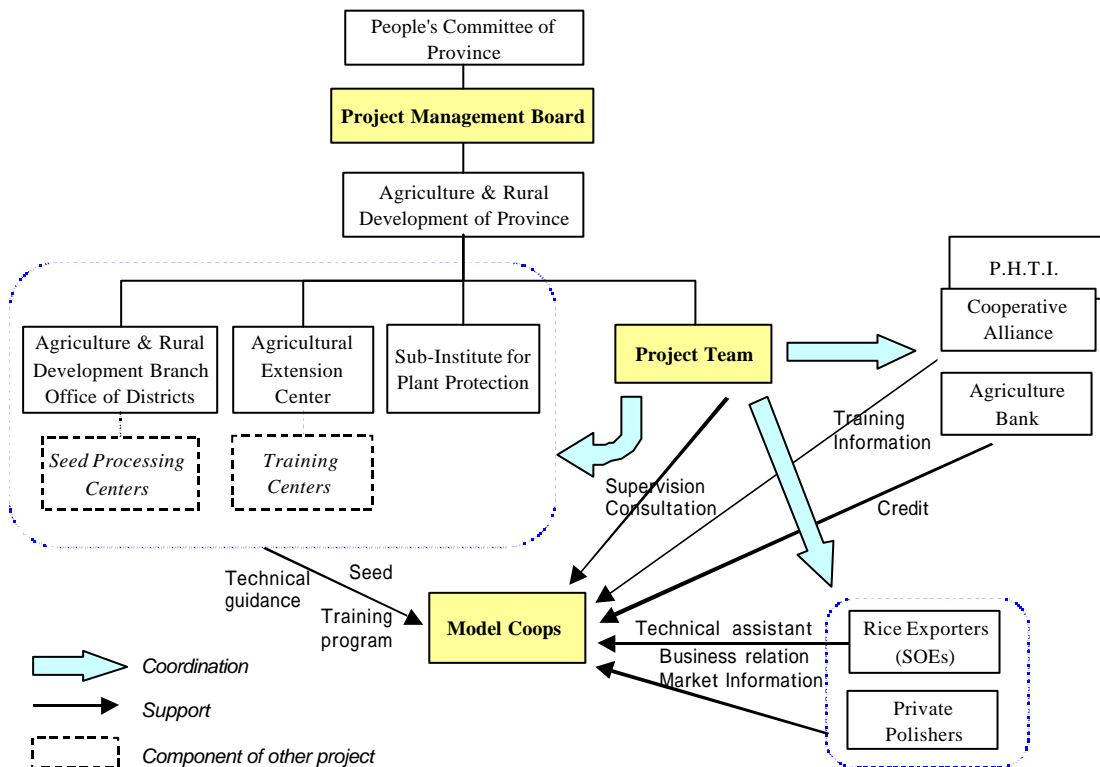 People's Committee of
Province
Project Management Board
Agriculture & Rural
Development of Province
P.H.T.I.
Cooperative
Alliance
Agriculture
Bank
Agriculture & Rural
Development Branch
Office of Districts
Agricultural
Extension
Center
Sub-Institute for
Plant Protection
Project Team
Seed Processing
Centers
Training
Centers
Training
Information
Supervision
Consultation
Credit
Technical
guidance
Seed
Training
program
Model Coops
Technical assistant
Business relation
Market Information
Rice Exporters
(SOEs)
Private
Polishers
Coordination
Support
Component of other project